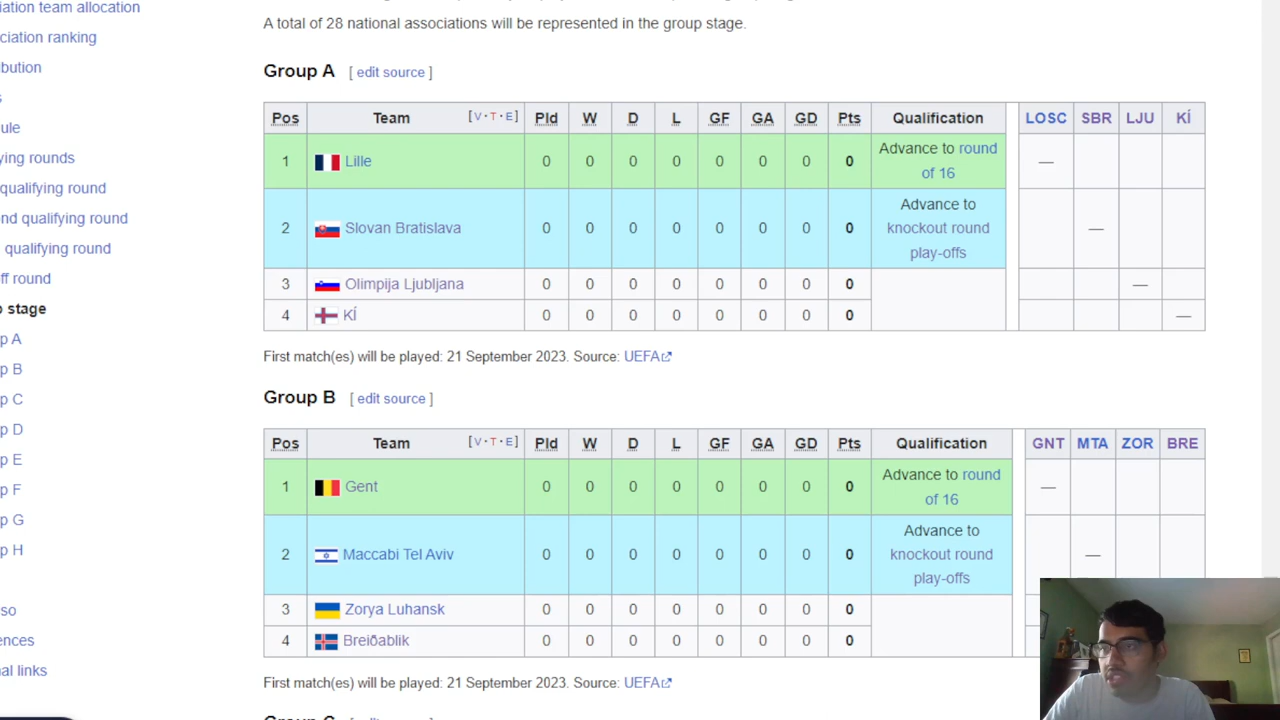 iation team allocation
A total of 28 national associations will be represented in the group stage.
ciation ranking
bution
s
ule
ying rounds
qualifying round
nd qualifying round
qualifying round
ff round
stage
p A
p B
p C
p D
p E
p F
p G
p H
so
ences
al links
Group A [ edit source ]
Pos Team [V·T·E] Pld W D L GF GA GD Pts Qualification LOSC SBR LJU KÍ
1 Lille 0 0 0 0 0 0 0 0 Advance to round of 16 —
2 Slovan Bratislava 0 0 0 0 0 0 0 0 Advance to knockout round play-offs —
3 Olimpija Ljubljana 0 0 0 0 0 0 0 0 —
4 KÍ 0 0 0 0 0 0 0 0 —
First match(es) will be played: 21 September 2023. Source: UEFA
Group B [ edit source ]
Pos Team [V·T·E] Pld W D L GF GA GD Pts Qualification GNT MTA ZOR BRE
1 Gent 0 0 0 0 0 0 0 0 Advance to round of 16 —
2 Maccabi Tel Aviv 0 0 0 0 0 0 0 0 Advance to knockout round play-offs —
3 Zorya Luhansk 0 0 0 0 0 0 0 0
4 Breiðablik 0 0 0 0 0 0 0 0
First match(es) will be played: 21 September 2023. Source: UEFA